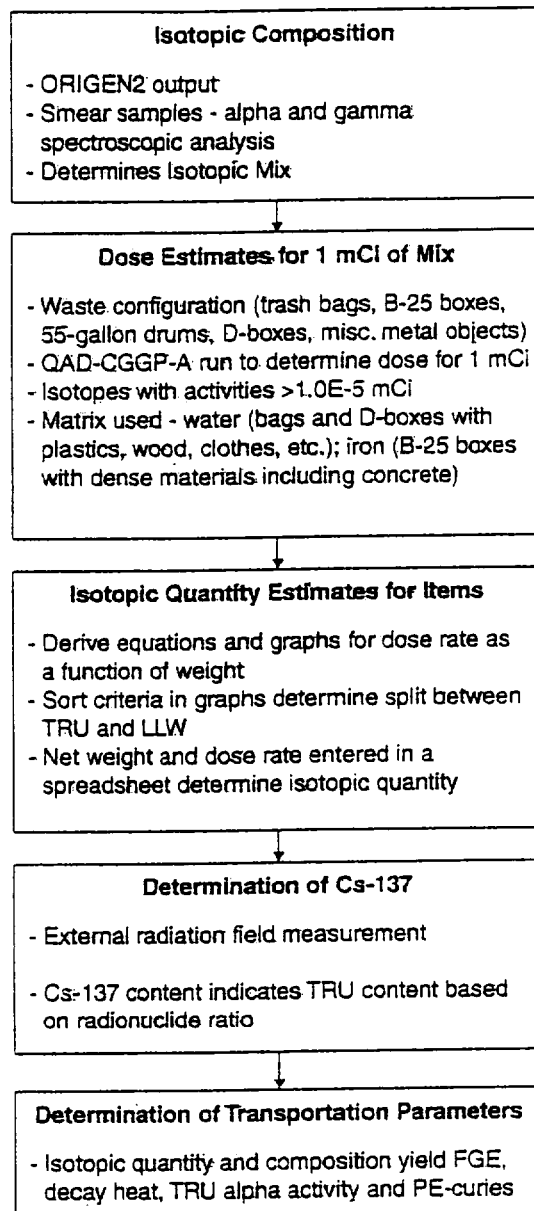 Isotopic Composition
- ORIGEN2 output
- Smear samples - alpha and gamma
spectroscopic analysis
- Determines Isotopic Mix
Dose Estimates for 1 mCi of Mix
- Waste configuration (trash bags, B-25 boxes,
55-gallon drums, D-boxes, misc. metal objects)
- QAD-CGGP-A run to determine dose for 1 mCi
- Isotopes with activities >1.0E-5 mCi
- Matrix used - water (bags and D-boxes with
plastics, wood, clothes, etc.); iron (B-25 boxes
with dense materials including concrete)
Isotopic Quantity Estimates for Items
- Derive equations and graphs for dose rate as
a function of weight
- Sort criteria in graphs determine split between
TRU and LLW
- Net weight and dose rate entered in a
spreadsheet determine isotopic quantity
Determination of Cs-137
- External radiation field measurement
- Cs-137 content indicates TRU content based
on radionuclide ratio
Determination of Transportation Parameters
- Isotopic quantity and composition yield FGE,
decay heat, TRU alpha activity and PE-curies